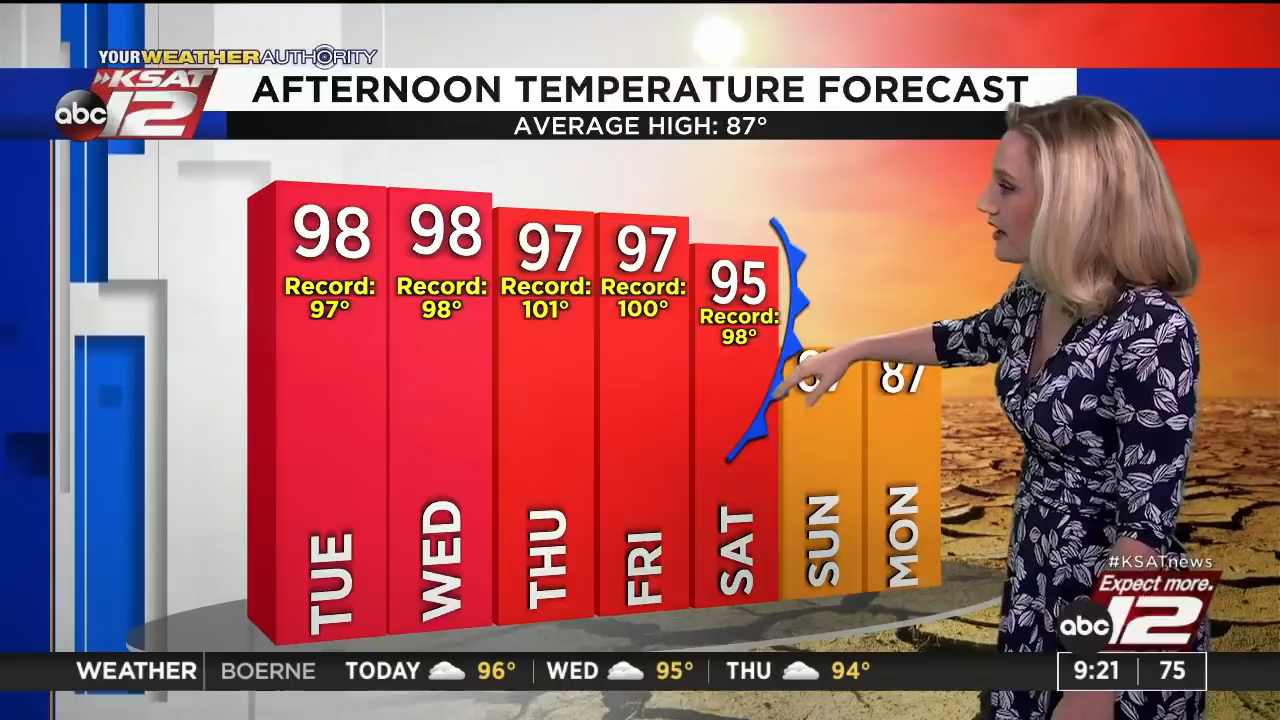 YOURWEATHERAUTHORITY
KSAT
abc 12
AFTERNOON TEMPERATURE FORECAST
AVERAGE HIGH: 87°
98
Record:
97°
98
Record:
98°
97
Record:
101°
97
Record:
100°
95
Record:
98°
87
TUE
WED
THU
FRI
SAT
SUN
MON
#KSATnews
Expect more.
abc 12
WEATHER BOERNE TODAY 96° WED 95° THU 94° 9:21 75